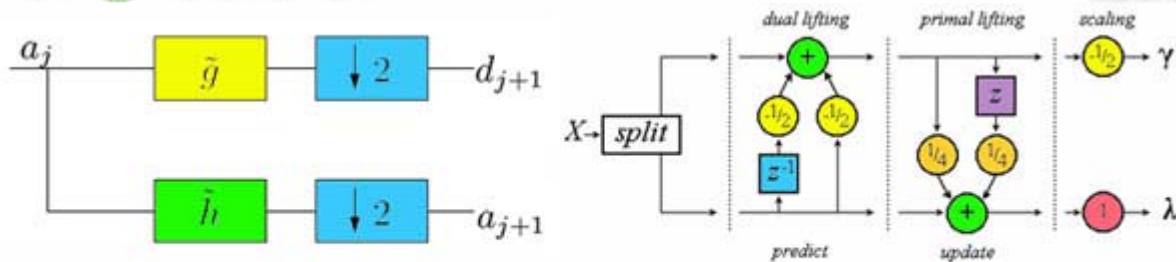 a_j
g̃
↓ 2
d_{j+1}
h̃
↓ 2
a_{j+1}
dual lifting
primal lifting
scaling
X
split
+
-1/2
-1/2
z^{-1}
predict
z
1/4
1/4
+
update
-1/2
γ
1
λ